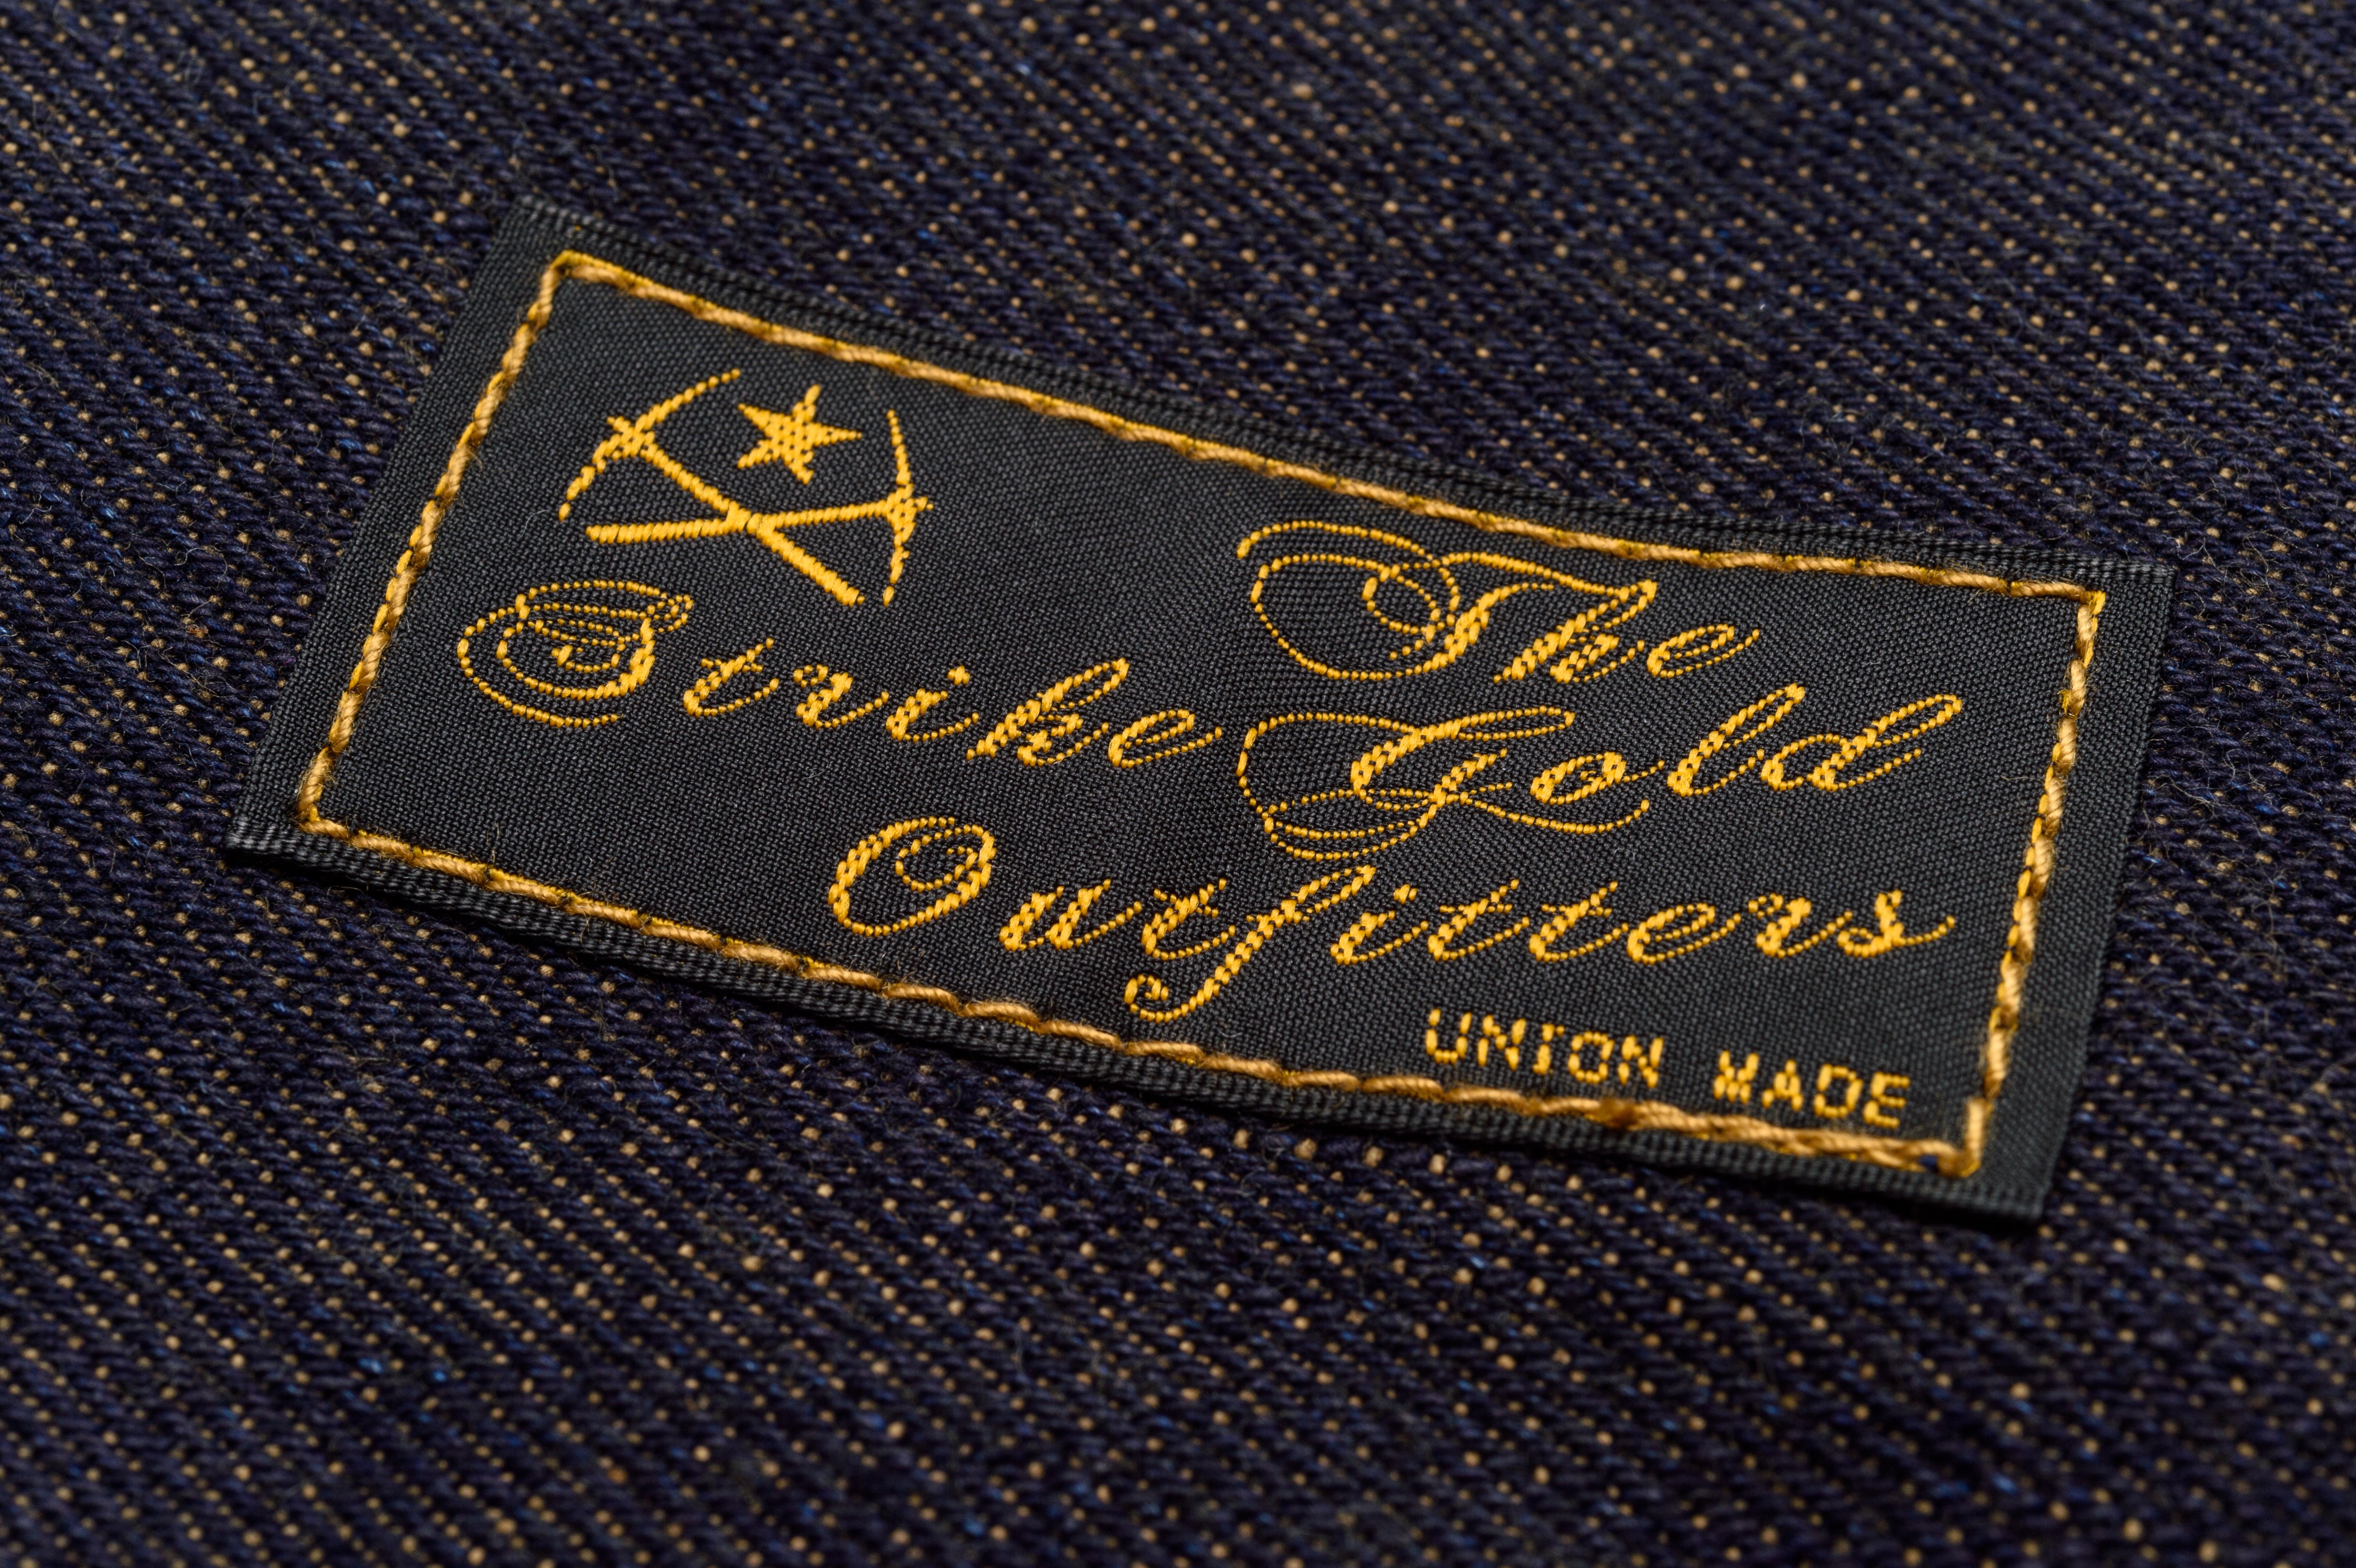 The
Strike Gold
Outfitters
UNION MADE